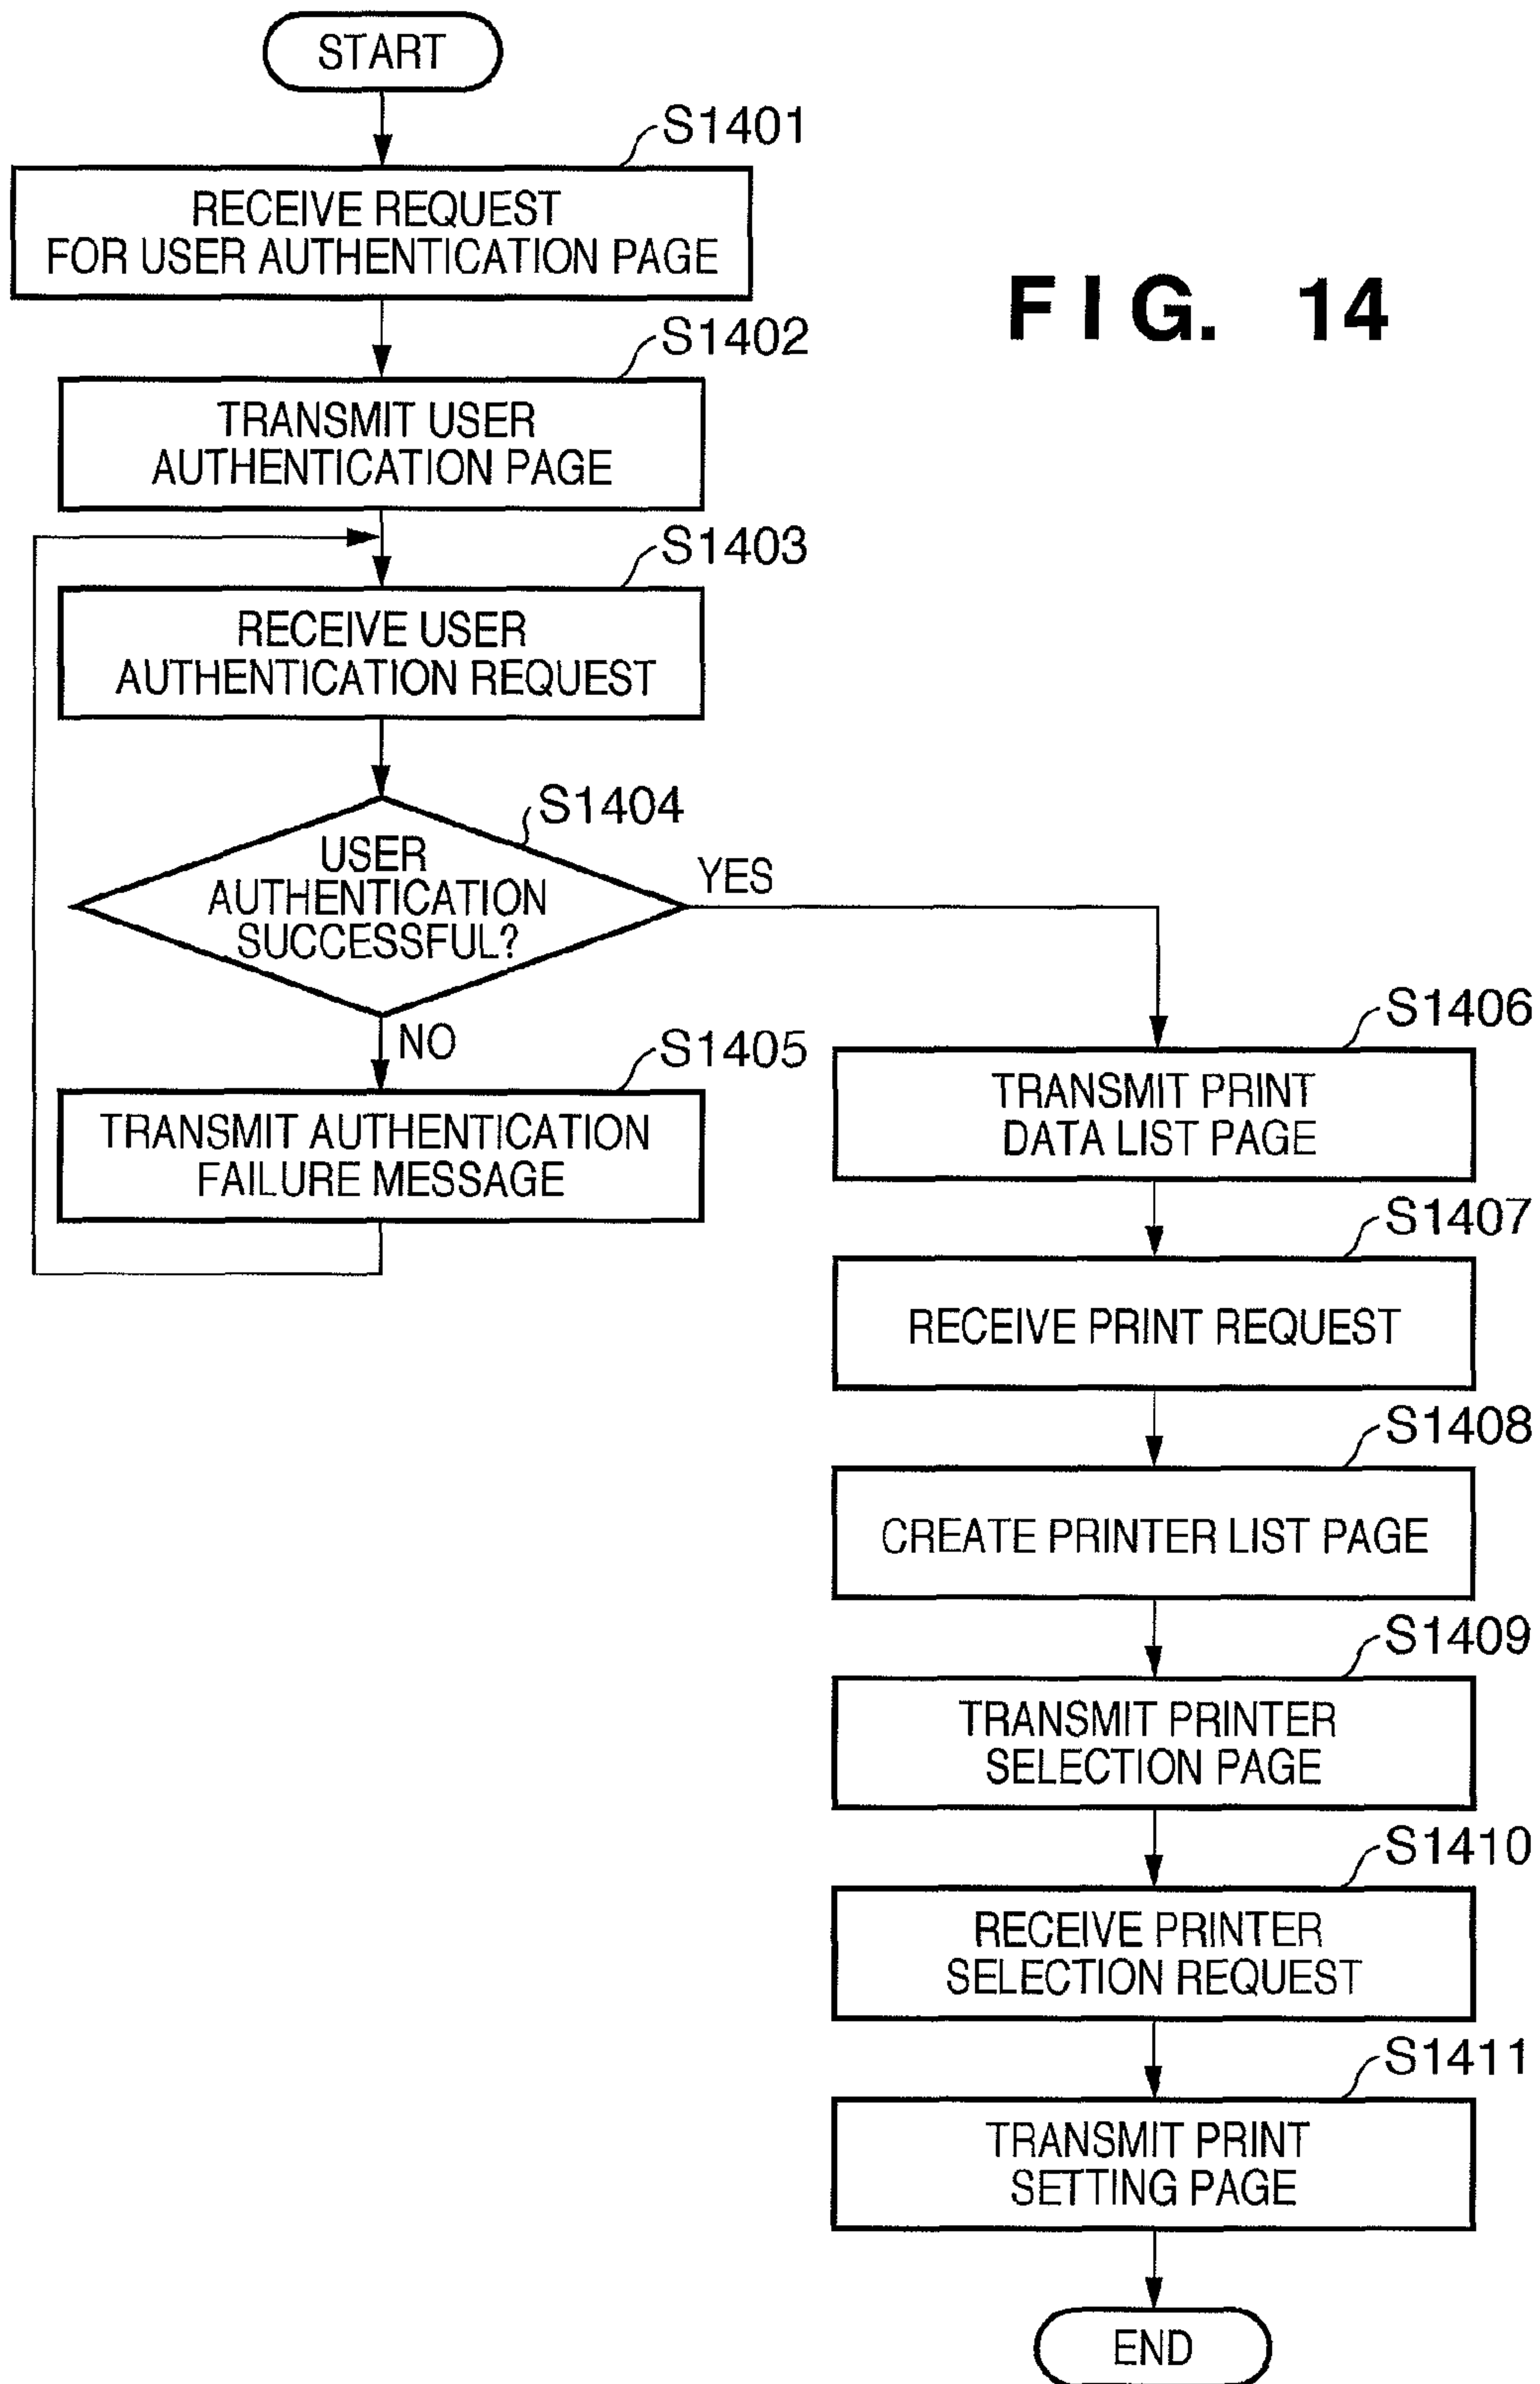 START
S1401
RECEIVE REQUEST
FOR USER AUTHENTICATION PAGE
FIG. 14
S1402
TRANSMIT USER
AUTHENTICATION PAGE
S1403
RECEIVE USER
AUTHENTICATION REQUEST
S1404
USER
AUTHENTICATION
SUCCESSFUL?
YES
NO
S1405
TRANSMIT AUTHENTICATION
FAILURE MESSAGE
S1406
TRANSMIT PRINT
DATA LIST PAGE
S1407
RECEIVE PRINT REQUEST
S1408
CREATE PRINTER LIST PAGE
S1409
TRANSMIT PRINTER
SELECTION PAGE
S1410
RECEIVE PRINTER
SELECTION REQUEST
S1411
TRANSMIT PRINT
SETTING PAGE
END